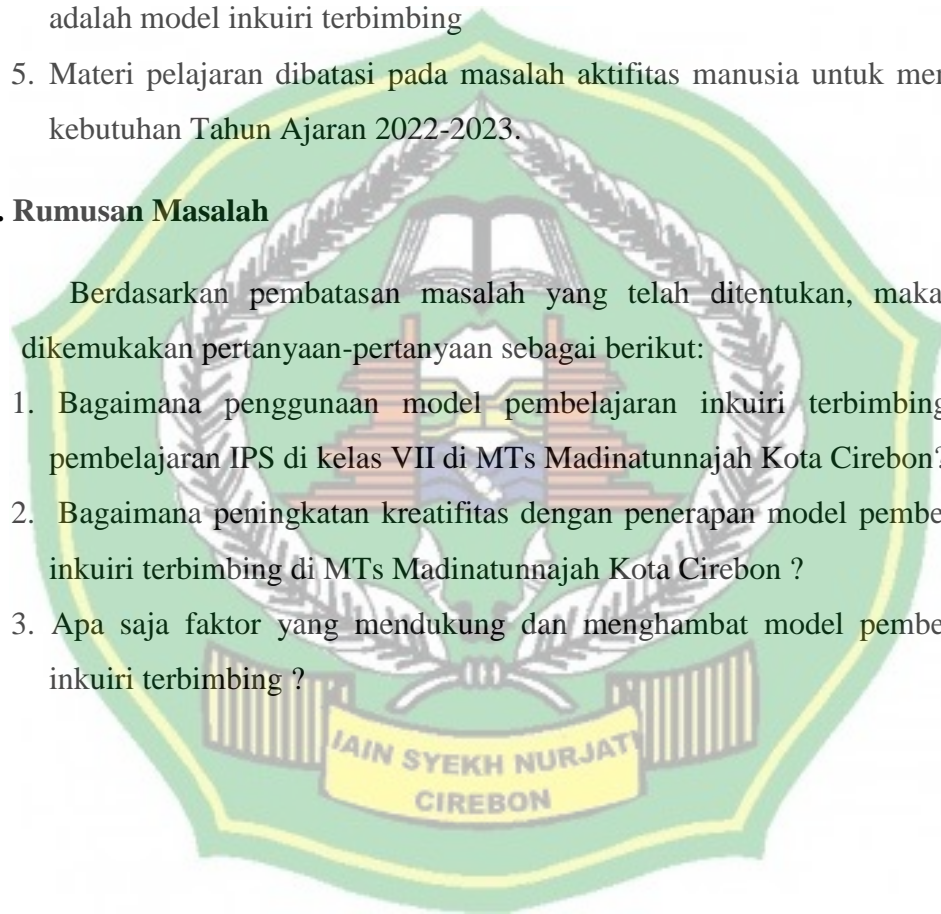 adalah model inkuiri terbimbing
5. Materi pelajaran dibatasi pada masalah aktifitas manusia untuk
kebutuhan Tahun Ajaran 2022-2023.
. Rumusan Masalah
Berdasarkan pembatasan masalah yang telah ditentukan, maka
dikemukakan pertanyaan-pertanyaan sebagai berikut:
1. Bagaimana penggunaan model pembelajaran inkuiri terbimbing
pembelajaran IPS di kelas VII di MTs Madinatunnajah Kota Cirebon?
2. Bagaimana peningkatan kreatifitas dengan penerapan model
inkuiri terbimbing di MTs Madinatunnajah Kota Cirebon ?
3. Apa saja faktor yang mendukung dan menghambat model
inkuiri terbimbing ?
IAIN SYEKH NURJATI
CIREBON